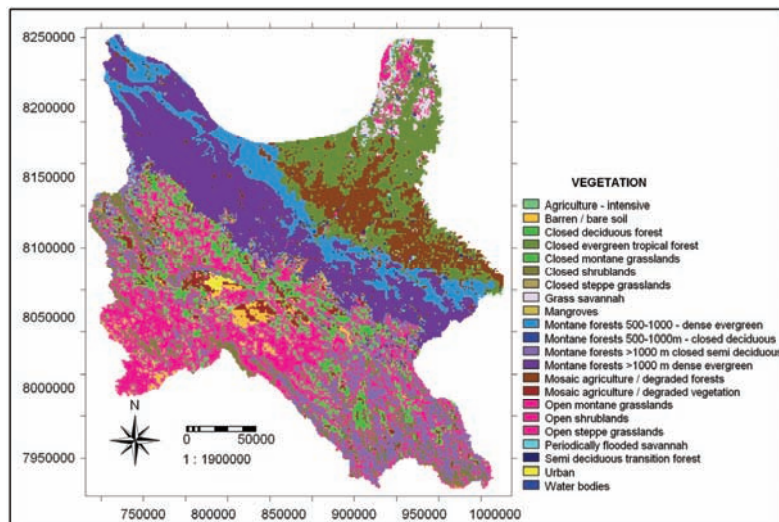 8250000
8200000
8150000
8100000
8050000
8000000
7950000
750000 800000 850000 900000 950000 1000000
N
0 50000
1 : 1900000
VEGETATION
Agriculture - intensive
Barren / bare soil
Closed deciduous forest
Closed evergreen tropical forest
Closed montane grasslands
Closed shrublands
Closed steppe grasslands
Grass savannah
Mangroves
Montane forests 500-1000 - dense evergreen
Montane forests 500-1000m - closed deciduous
Montane forests >1000 m closed semi deciduous
Montane forests >1000 m dense evergreen
Mosaic agriculture / degraded forests
Mosaic agriculture / degraded vegetation
Open montane grasslands
Open shrublands
Open steppe grasslands
Periodically flooded savannah
Semi deciduous transition forest
Urban
Water bodies